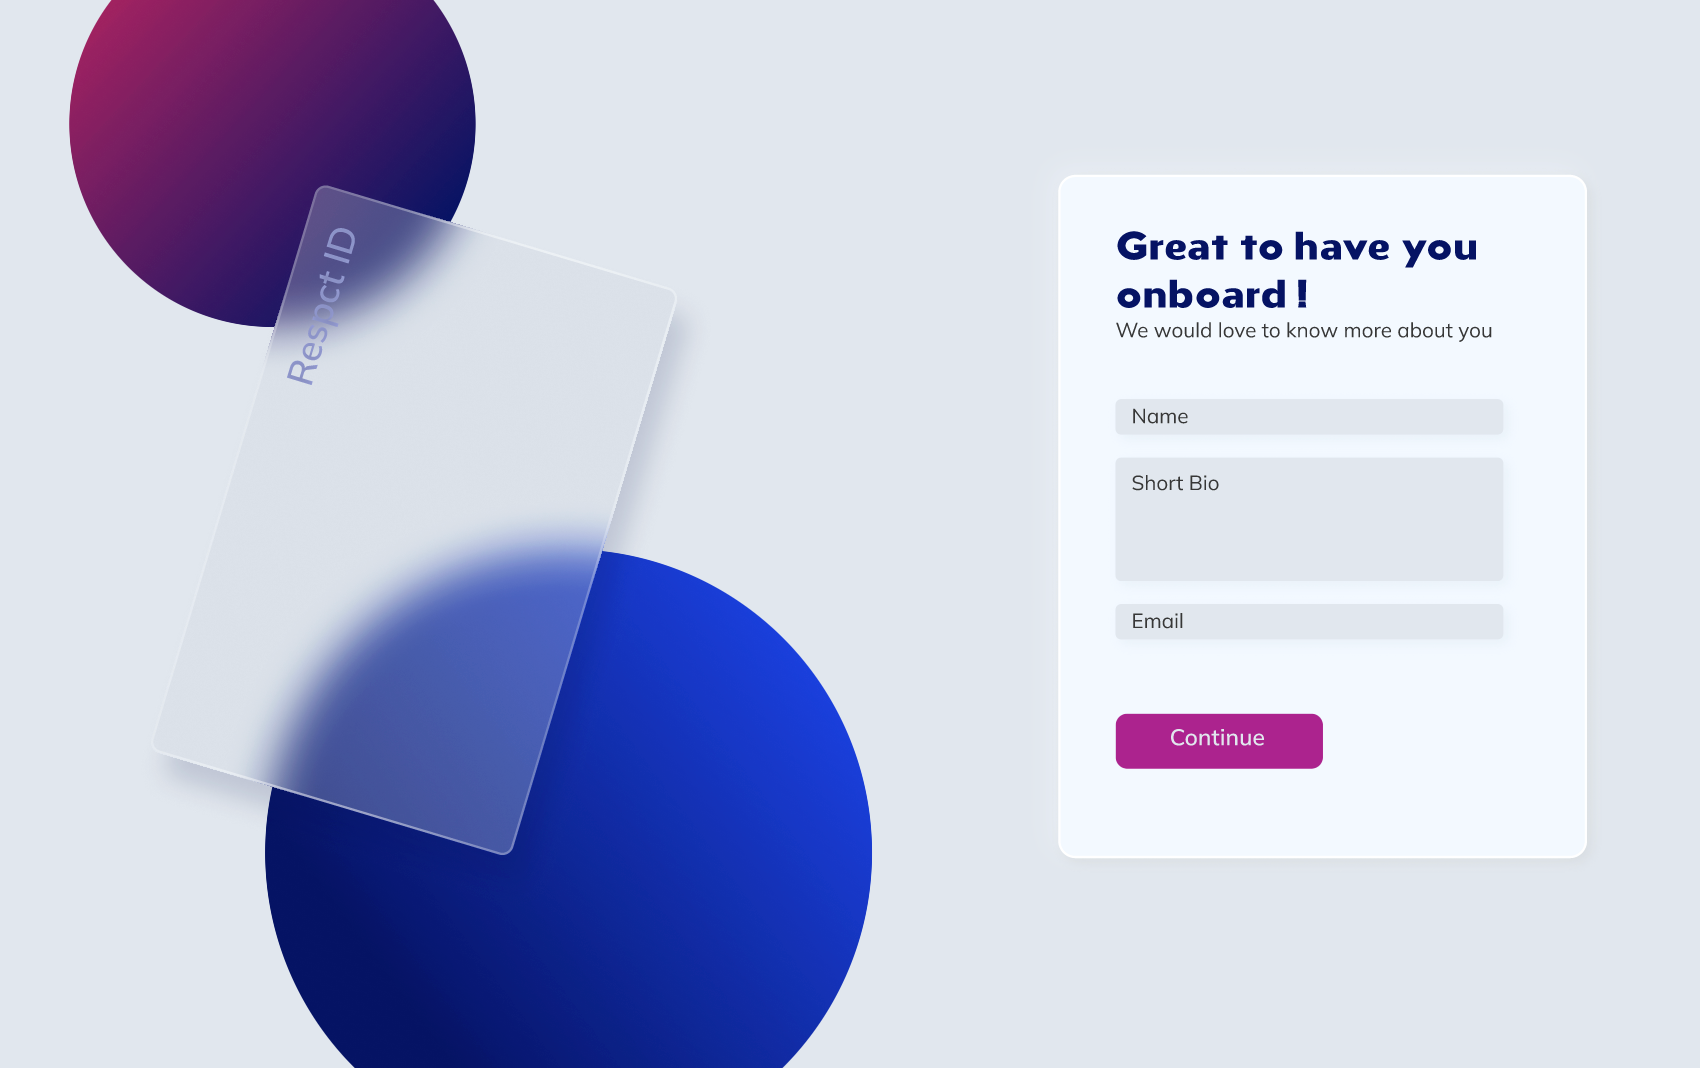 Respct ID
Great to have you
onboard !
We would love to know more about you
Name
Short Bio
Email
Continue